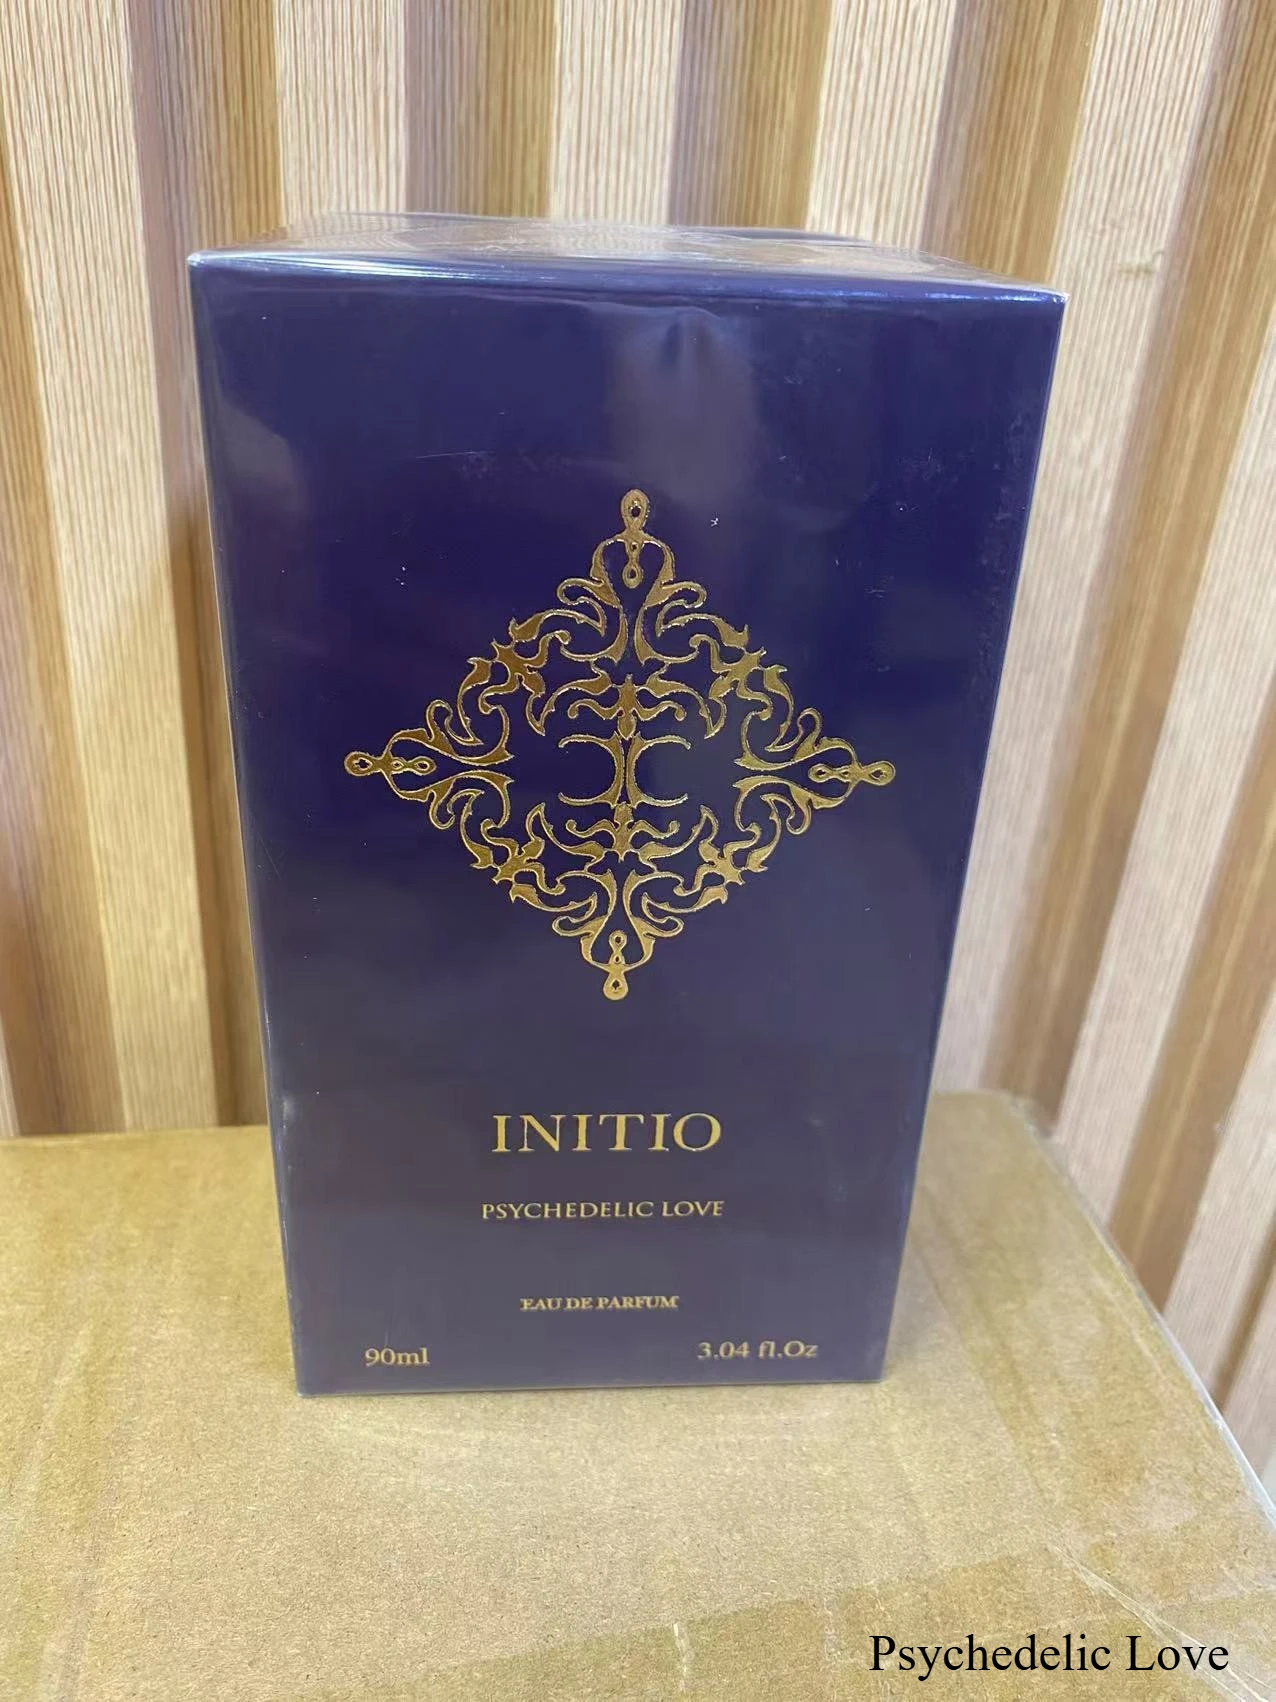 INITIO
PSYCHEDELIC LOVE
EAU DE PARFUM
90ml 3.04 fl.Oz
Psychedelic Love